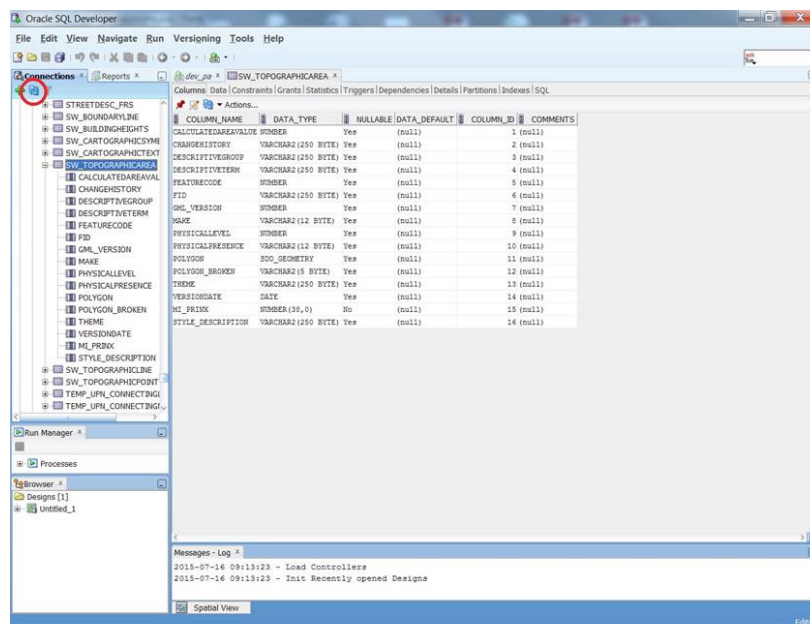 Oracle SQL Developer
File Edit View Navigate Run Versioning Tools Help
Connections Reports dev_pa SW_TOPOGRAPHICAREA
Columns Data Constraints Grants Statistics Triggers Dependencies Details Partitions Indexes SQL
Actions...
COLUMN_NAME DATA_TYPE NULLABLE DATA_DEFAULT COLUMN_ID COMMENTS
CALCULATEDAREAVALUE NUMBER Yes (null) 1 (null)
CHANGEHISTORY VARCHAR2(250 BYTE) Yes (null) 2 (null)
DESCRIPTIVEGROUP VARCHAR2(250 BYTE) Yes (null) 3 (null)
DESCRIPTIVETERM VARCHAR2(250 BYTE) Yes (null) 4 (null)
FEATURECODE NUMBER Yes (null) 5 (null)
FID VARCHAR2(250 BYTE) Yes (null) 6 (null)
GML_VERSION NUMBER Yes (null) 7 (null)
MAKE VARCHAR2(12 BYTE) Yes (null) 8 (null)
PHYSICALLEVEL NUMBER Yes (null) 9 (null)
PHYSICALPRESENCE VARCHAR2(12 BYTE) Yes (null) 10 (null)
POLYGON SDO_GEOMETRY Yes (null) 11 (null)
POLYGON_BROKEN VARCHAR2(5 BYTE) Yes (null) 12 (null)
THEME VARCHAR2(250 BYTE) Yes (null) 13 (null)
VERSIONDATE DATE Yes (null) 14 (null)
MI_PRINX NUMBER(38,0) No (null) 15 (null)
STYLE_DESCRIPTION VARCHAR2(250 BYTE) Yes (null) 16 (null)
STREETDESC_FRS
SW_BOUNDARYLINE
SW_BUILDINGHEIGHTS
SW_CARTOGRAPHICSYME
SW_CARTOGRAPHICTEXT
SW_TOPOGRAPHICAREA
CALCULATEDAREAVAL
CHANGEHISTORY
DESCRIPTIVEGROUP
DESCRIPTIVETERM
FEATURECODE
FID
GML_VERSION
MAKE
PHYSICALLEVEL
PHYSICALPRESENCE
POLYGON
POLYGON_BROKEN
THEME
VERSIONDATE
MI_PRINX
STYLE_DESCRIPTION
SW_TOPOGRAPHICLINE
SW_TOPOGRAPHICPOINT
TEMP_UPN_CONNECTINGL
TEMP_UPN_CONNECTING
Run Manager
Processes
Browser
Designs [1]
Untitled_1
Messages - Log
2015-07-16 09:13:23 - Load Controllers
2015-07-16 09:13:23 - Init Recently opened Designs
Spatial View